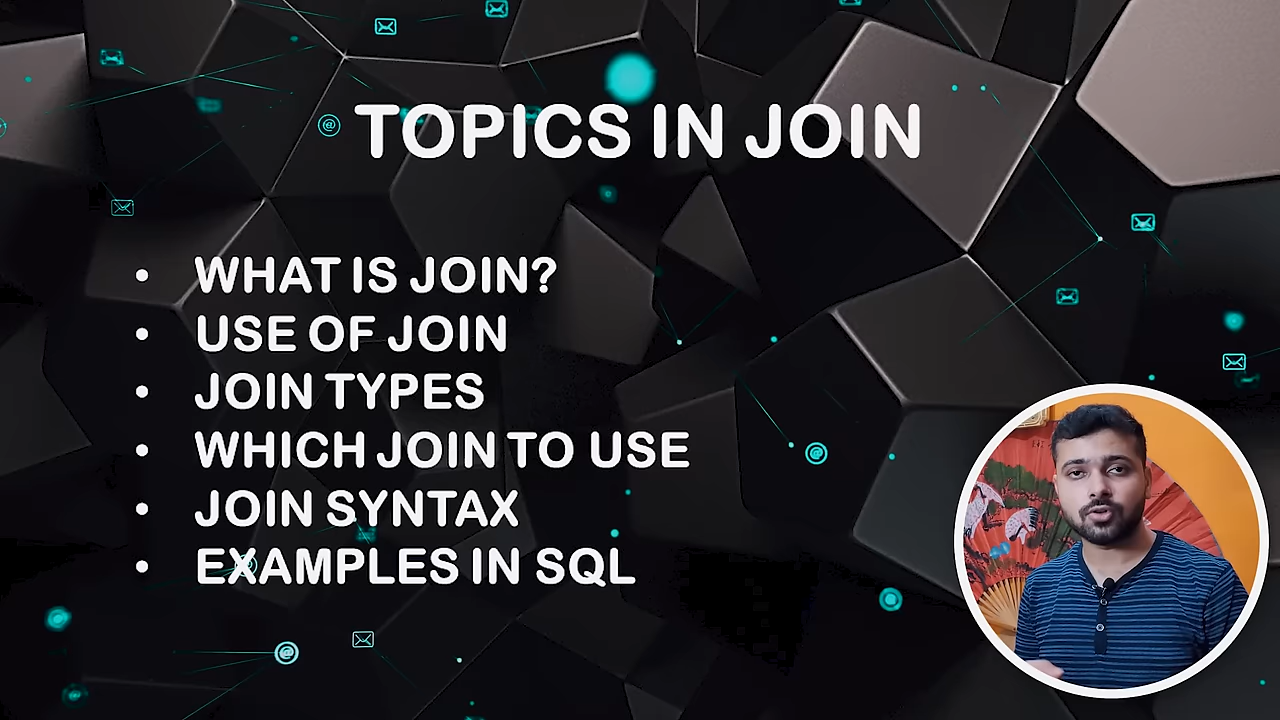 TOPICS IN JOIN
• WHAT IS JOIN?
• USE OF JOIN
• JOIN TYPES
• WHICH JOIN TO USE
• JOIN SYNTAX
• EXAMPLES IN SQL